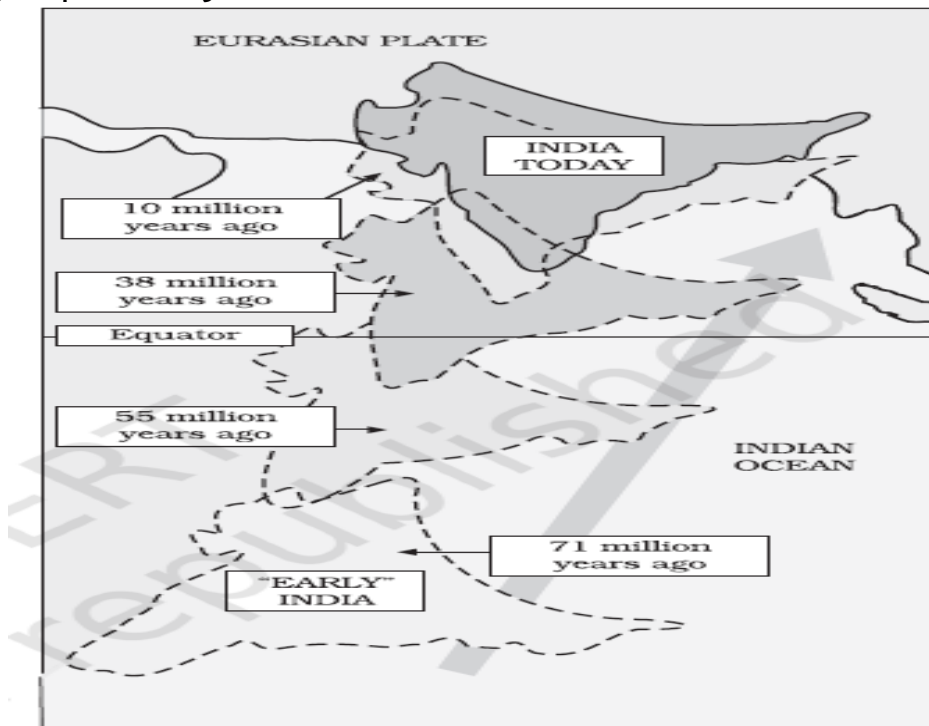 EURASIAN PLATE
INDIA
TODAY
10 million
years ago
38 million
years ago
Equator
55 million
years ago
INDIAN
OCEAN
71 million
years ago
"EARLY"
INDIA
republished